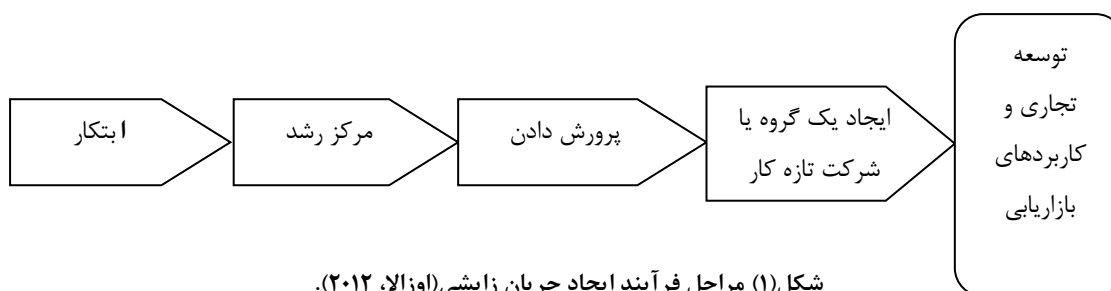 ابتکار
مرکز رشد
پرورش دادن
ایجاد یک گروه یا
شرکت تازه کار
توسعه
تجاری و
کاربردهای
بازاریابی
شکل(۱) مراحل فرآیند ایجاد جریان زایشی(اوزالا، ۲۰۱۲).